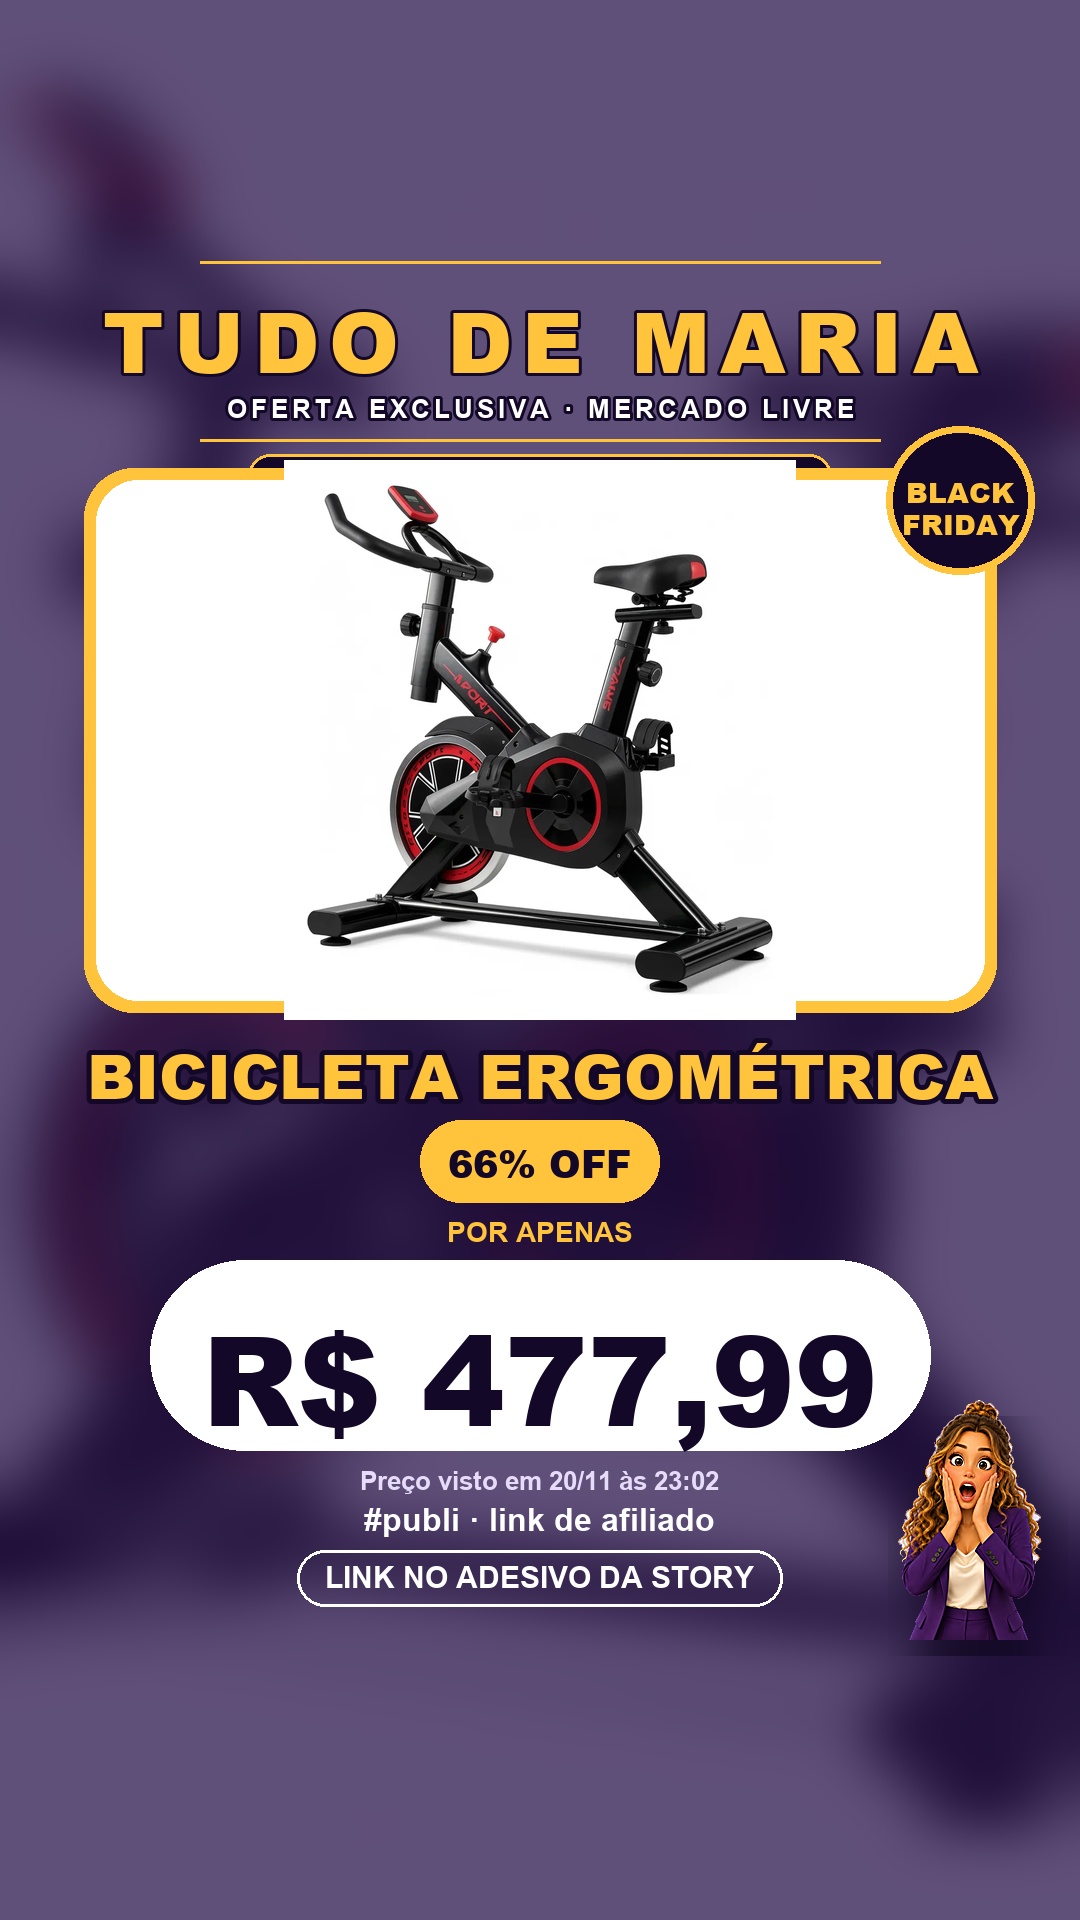 TUDO DE MARIA
OFERTA EXCLUSIVA · MERCADO LIVRE
BLACK
FRIDAY
BICICLETA ERGOMÉTRICA
66% OFF
POR APENAS
R$ 477,99
Preço visto em 20/11 às 23:02
#publi · link de afiliado
LINK NO ADESIVO DA STORY